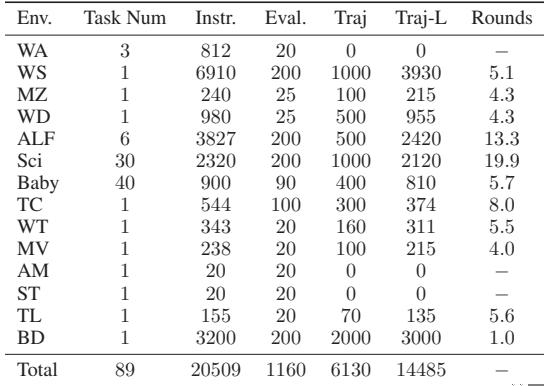 Env. Task Num Instr. Eval. Traj Traj-L Rounds
WA 3 812 20 0 0 −
WS 1 6910 200 1000 3930 5.1
MZ 1 240 25 100 215 4.3
WD 1 980 25 500 955 4.3
ALF 6 3827 200 500 2420 13.3
Sci 30 2320 200 1000 2120 19.9
Baby 40 900 90 400 810 5.7
TC 1 544 100 300 374 8.0
WT 1 343 20 160 311 5.5
MV 1 238 20 100 215 4.0
AM 1 20 20 0 0 −
ST 1 20 20 0 0 −
TL 1 155 20 70 135 5.6
BD 1 3200 200 2000 3000 1.0
Total 89 20509 1160 6130 14485 −